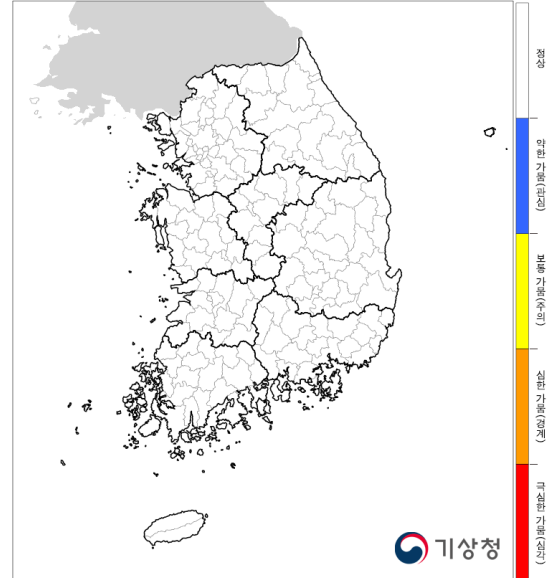 정상
약한 가뭄(관심)
보통 가뭄(주의)
심한 가뭄(경계)
극심한 가뭄(심각)
기상청